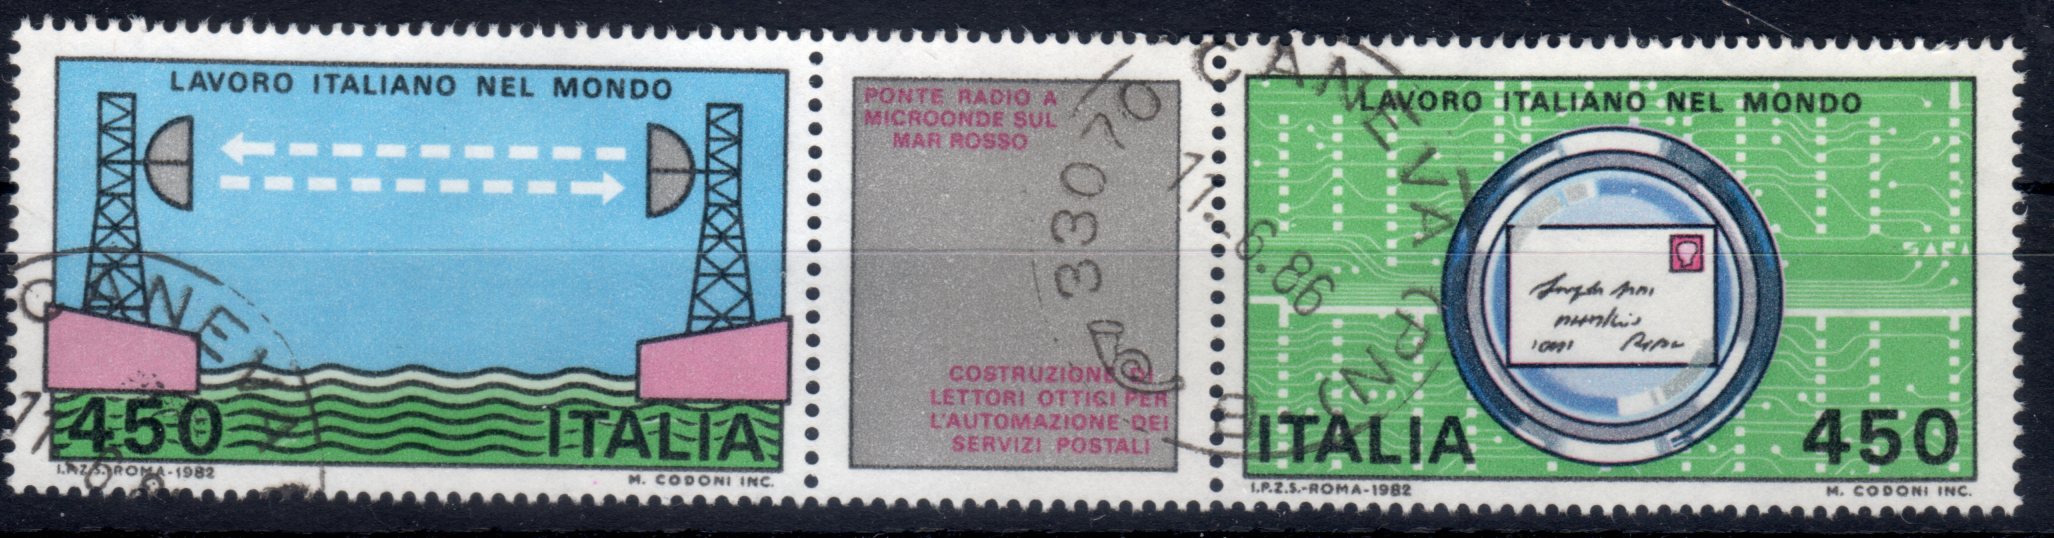 LAVORO ITALIANO NEL MONDO
450
ITALIA
I.P.Z.S.-ROMA-1982
M. CODONI INC.
CANEV
PONTE RADIO A
MICROONDE SUL
MAR ROSSO
COSTRUZIONE DI
LETTORI OTTICI PER
L'AUTOMAZIONE DEI
SERVIZI POSTALI
33070 CANEVA (PN)
11.-6.86
LAVORO ITALIANO NEL MONDO
ITALIA
450
I.P.Z.S.-ROMA-1982
M. CODONI INC.